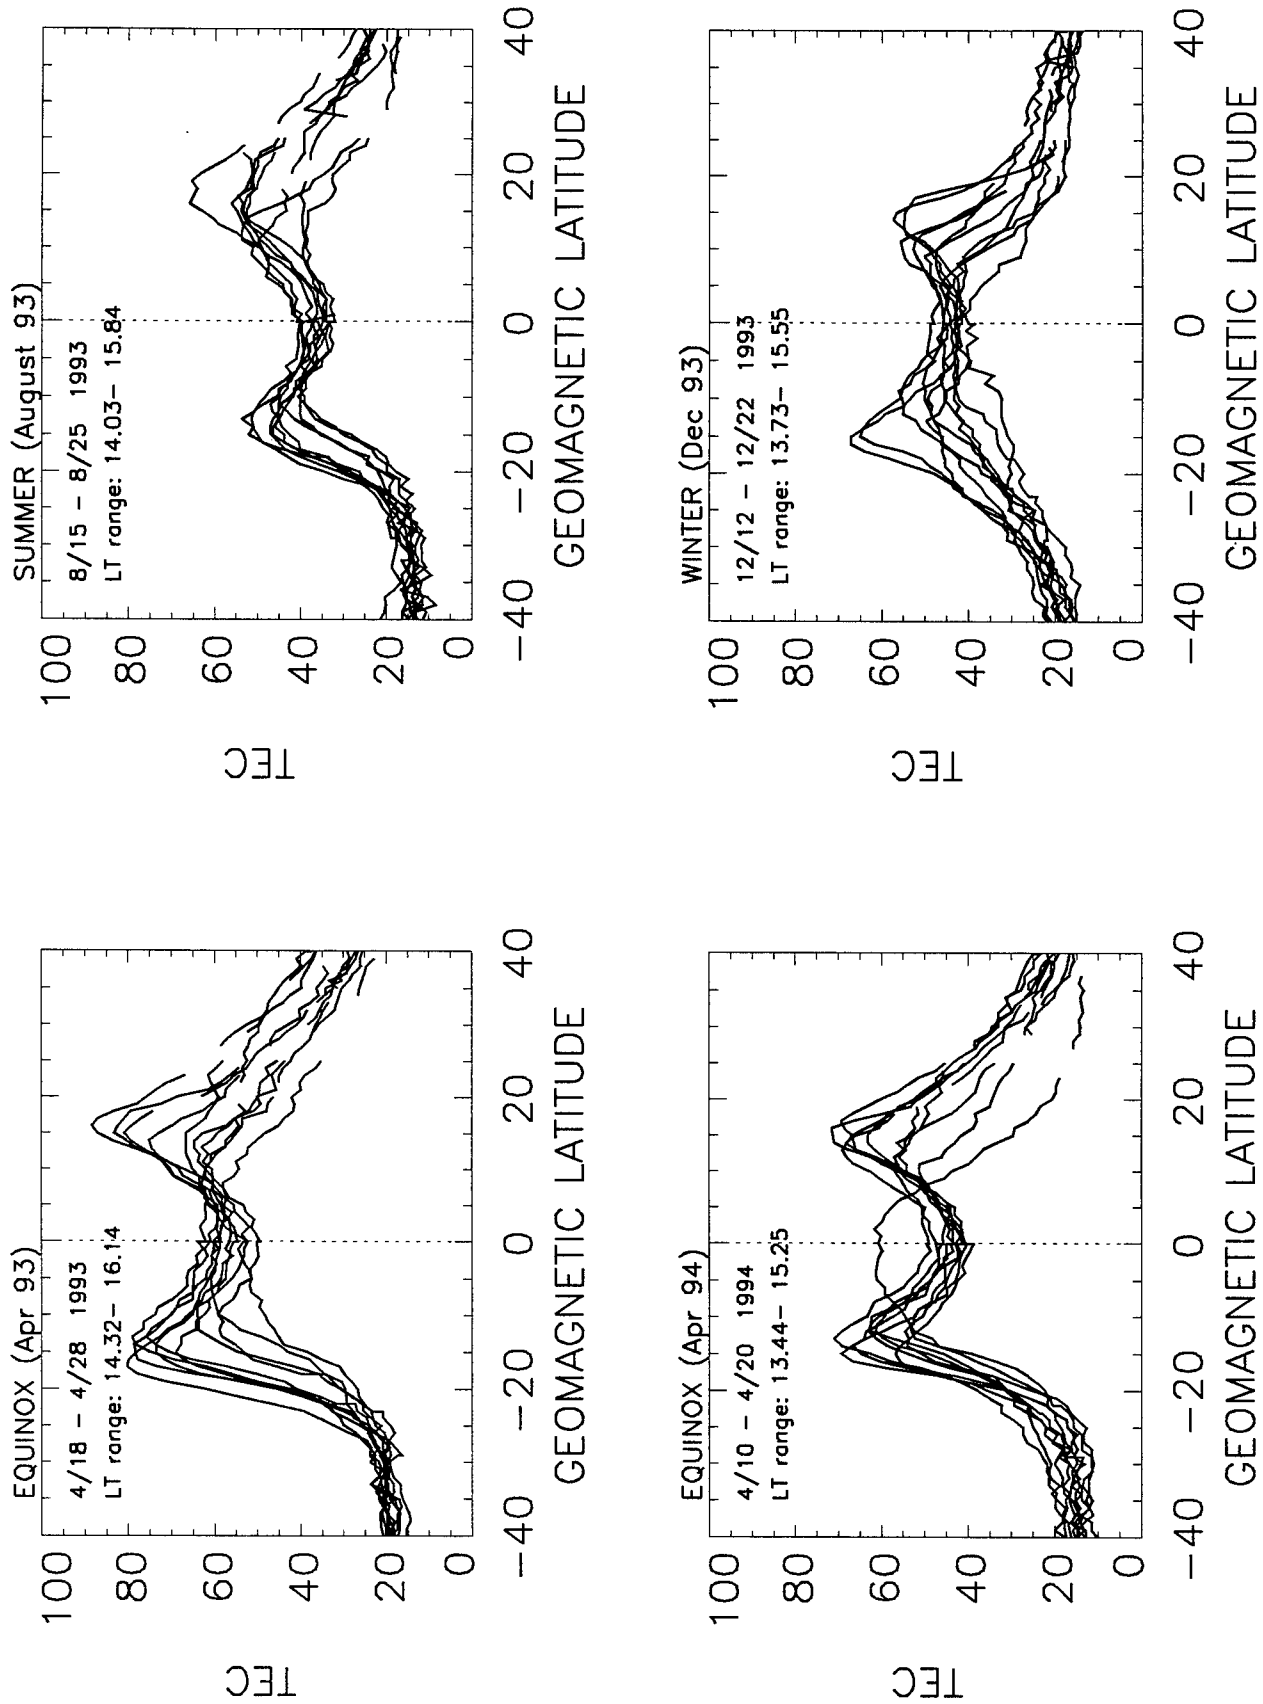 EQUINOX (Apr 93)
4/18 – 4/28 1993
LT range: 14.32– 16.14
TEC
100
80
60
40
20
0
−40 −20 0 20 40
GEOMAGNETIC LATITUDE
SUMMER (August 93)
8/15 – 8/25 1993
LT range: 14.03– 15.84
TEC
100
80
60
40
20
0
−40 −20 0 20 40
GEOMAGNETIC LATITUDE
EQUINOX (Apr 94)
4/10 – 4/20 1994
LT range: 13.44– 15.25
TEC
100
80
60
40
20
0
−40 −20 0 20 40
GEOMAGNETIC LATITUDE
WINTER (Dec 93)
12/12 – 12/22 1993
LT range: 13.73– 15.55
TEC
100
80
60
40
20
0
−40 −20 0 20 40
GEOMAGNETIC LATITUDE